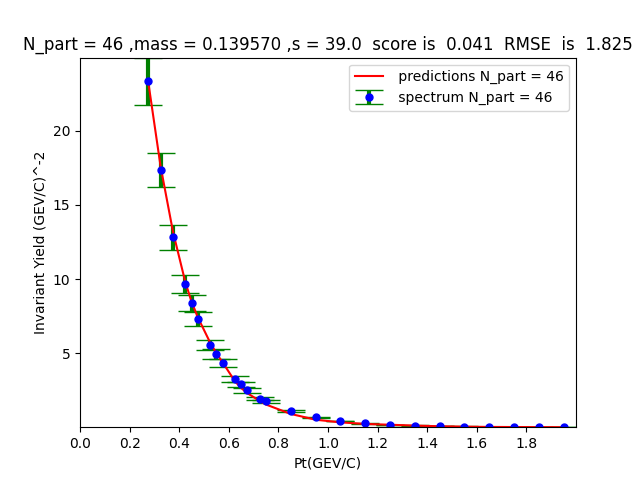 N_part = 46 ,mass = 0.139570 ,s = 39.0  score is  0.041  RMSE  is  1.825
predictions N_part = 46
spectrum N_part = 46
Invariant Yield (GEV/C)^-2
20
15
10
5
0.0 0.2 0.4 0.6 0.8 1.0 1.2 1.4 1.6 1.8
Pt(GEV/C)